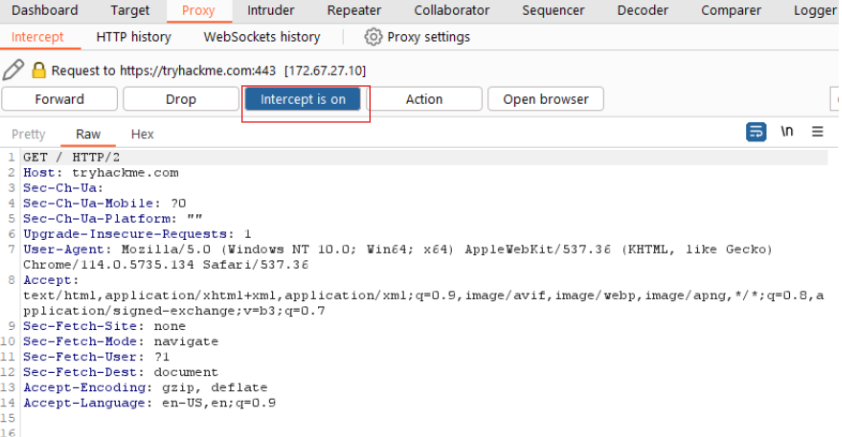 Dashboard Target Proxy Intruder Repeater Collaborator Sequencer Decoder Comparer Logger
Intercept HTTP history WebSockets history Proxy settings
Request to https://tryhackme.com:443 [172.67.27.10]
Forward Drop Intercept is on Action Open browser
Pretty Raw Hex \n
1 GET / HTTP/2
2 Host: tryhackme.com
3 Sec-Ch-Ua:
4 Sec-Ch-Ua-Mobile: ?0
5 Sec-Ch-Ua-Platform: ""
6 Upgrade-Insecure-Requests: 1
7 User-Agent: Mozilla/5.0 (Windows NT 10.0; Win64; x64) AppleWebKit/537.36 (KHTML, like Gecko)
Chrome/114.0.5735.134 Safari/537.36
8 Accept:
text/html,application/xhtml+xml,application/xml;q=0.9,image/avif,image/webp,image/apng,*/*;q=0.8,a
pplication/signed-exchange;v=b3;q=0.7
9 Sec-Fetch-Site: none
10 Sec-Fetch-Mode: navigate
11 Sec-Fetch-User: ?1
12 Sec-Fetch-Dest: document
13 Accept-Encoding: gzip, deflate
14 Accept-Language: en-US,en;q=0.9
15
16